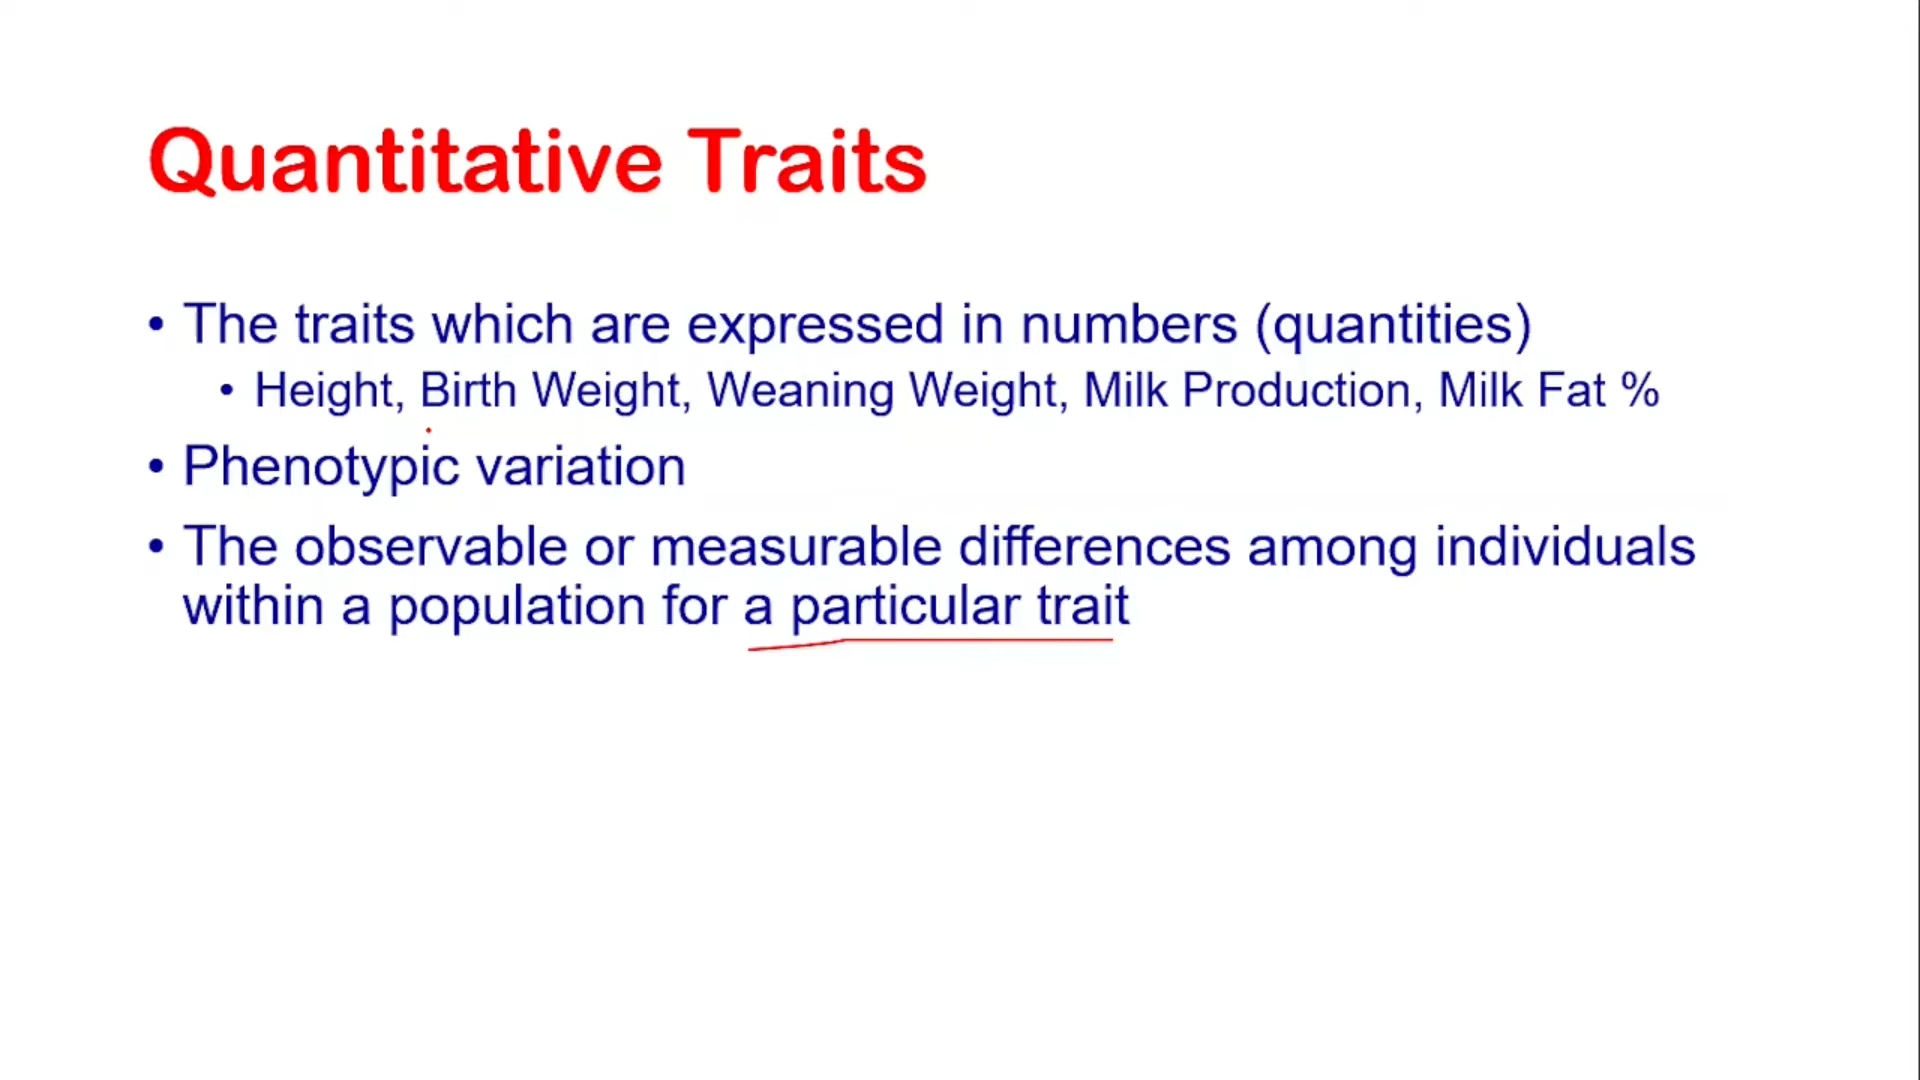 Quantitative Traits
• The traits which are expressed in numbers (quantities)
• Height, Birth Weight, Weaning Weight, Milk Production, Milk Fat %
• Phenotypic variation
• The observable or measurable differences among individuals
within a population for a particular trait